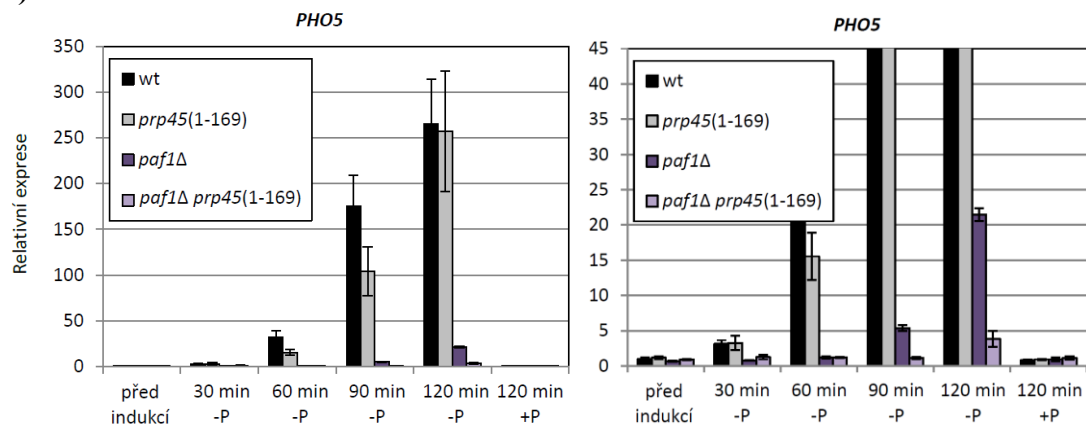 PHO5
350
300
250
200
150
100
50
0
Relativní exprese
wt
prp45(1-169)
paf1Δ
paf1Δ prp45(1-169)
před indukcí
30 min -P
60 min -P
90 min -P
120 min -P
120 min +P
PHO5
45
40
35
30
25
20
15
10
5
0
wt
prp45(1-169)
paf1Δ
paf1Δ prp45(1-169)
před indukcí
30 min -P
60 min -P
90 min -P
120 min -P
120 min +P